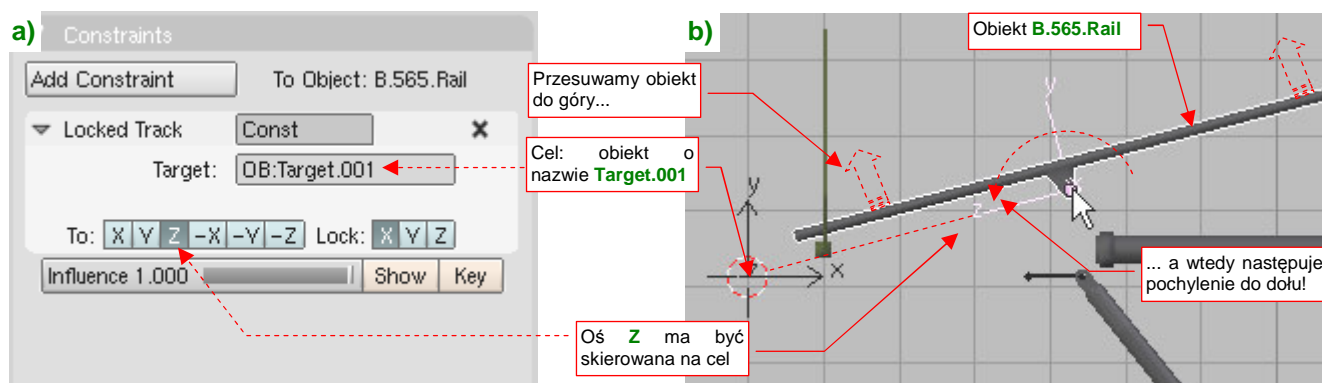 a)
Constraints
Add Constraint To Object: B.565.Rail
Locked Track Const
Target: OB:Target.001
To: X Y Z -X -Y -Z Lock: X Y Z
Influence 1.000 Show Key
Przesuwamy obiekt
do góry...
Cel: obiekt o
nazwie Target.001
Oś Z ma być
skierowana na cel
b)
Obiekt B.565.Rail
y
y
z
x
... a wtedy następuje
pochylenie do dołu!